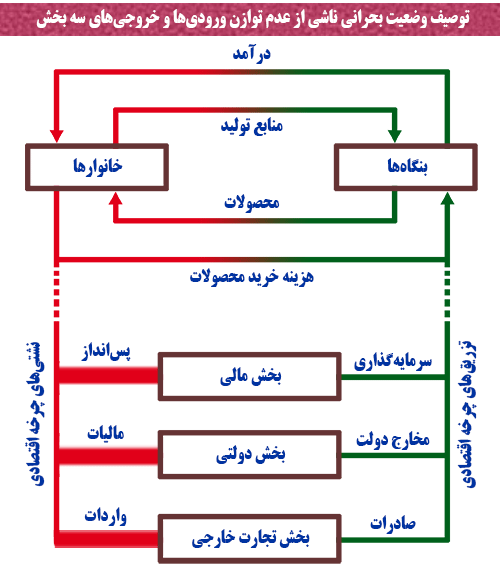 توصیف وضعیت بحرانی ناشی از عدم توازن ورودی‌ها و خروجی‌های سه بخش
درآمد
منابع تولید
بنگاه‌ها
خانوارها
محصولات
هزینه خرید محصولات
تزریق‌های چرخه اقتصادی
نشتی‌های چرخه اقتصادی
سرمایه‌گذاری
بخش مالی
پس‌انداز
مخارج دولت
بخش دولتی
مالیات
صادرات
بخش تجارت خارجی
واردات